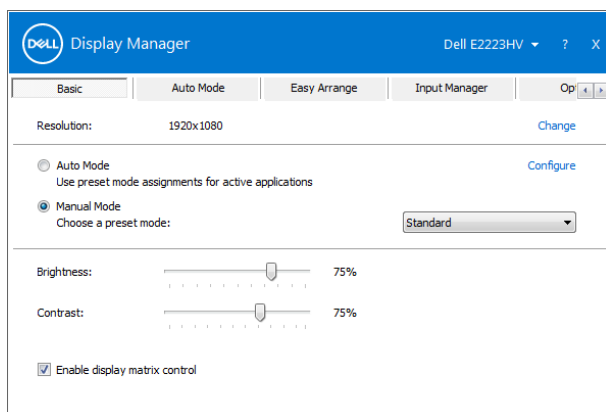 DELL Display Manager Dell E2223HV ? X
Basic Auto Mode Easy Arrange Input Manager Op
Resolution: 1920x1080 Change
Auto Mode Configure
Use preset mode assignments for active applications
Manual Mode
Choose a preset mode: Standard
Brightness: 75%
Contrast: 75%
Enable display matrix control